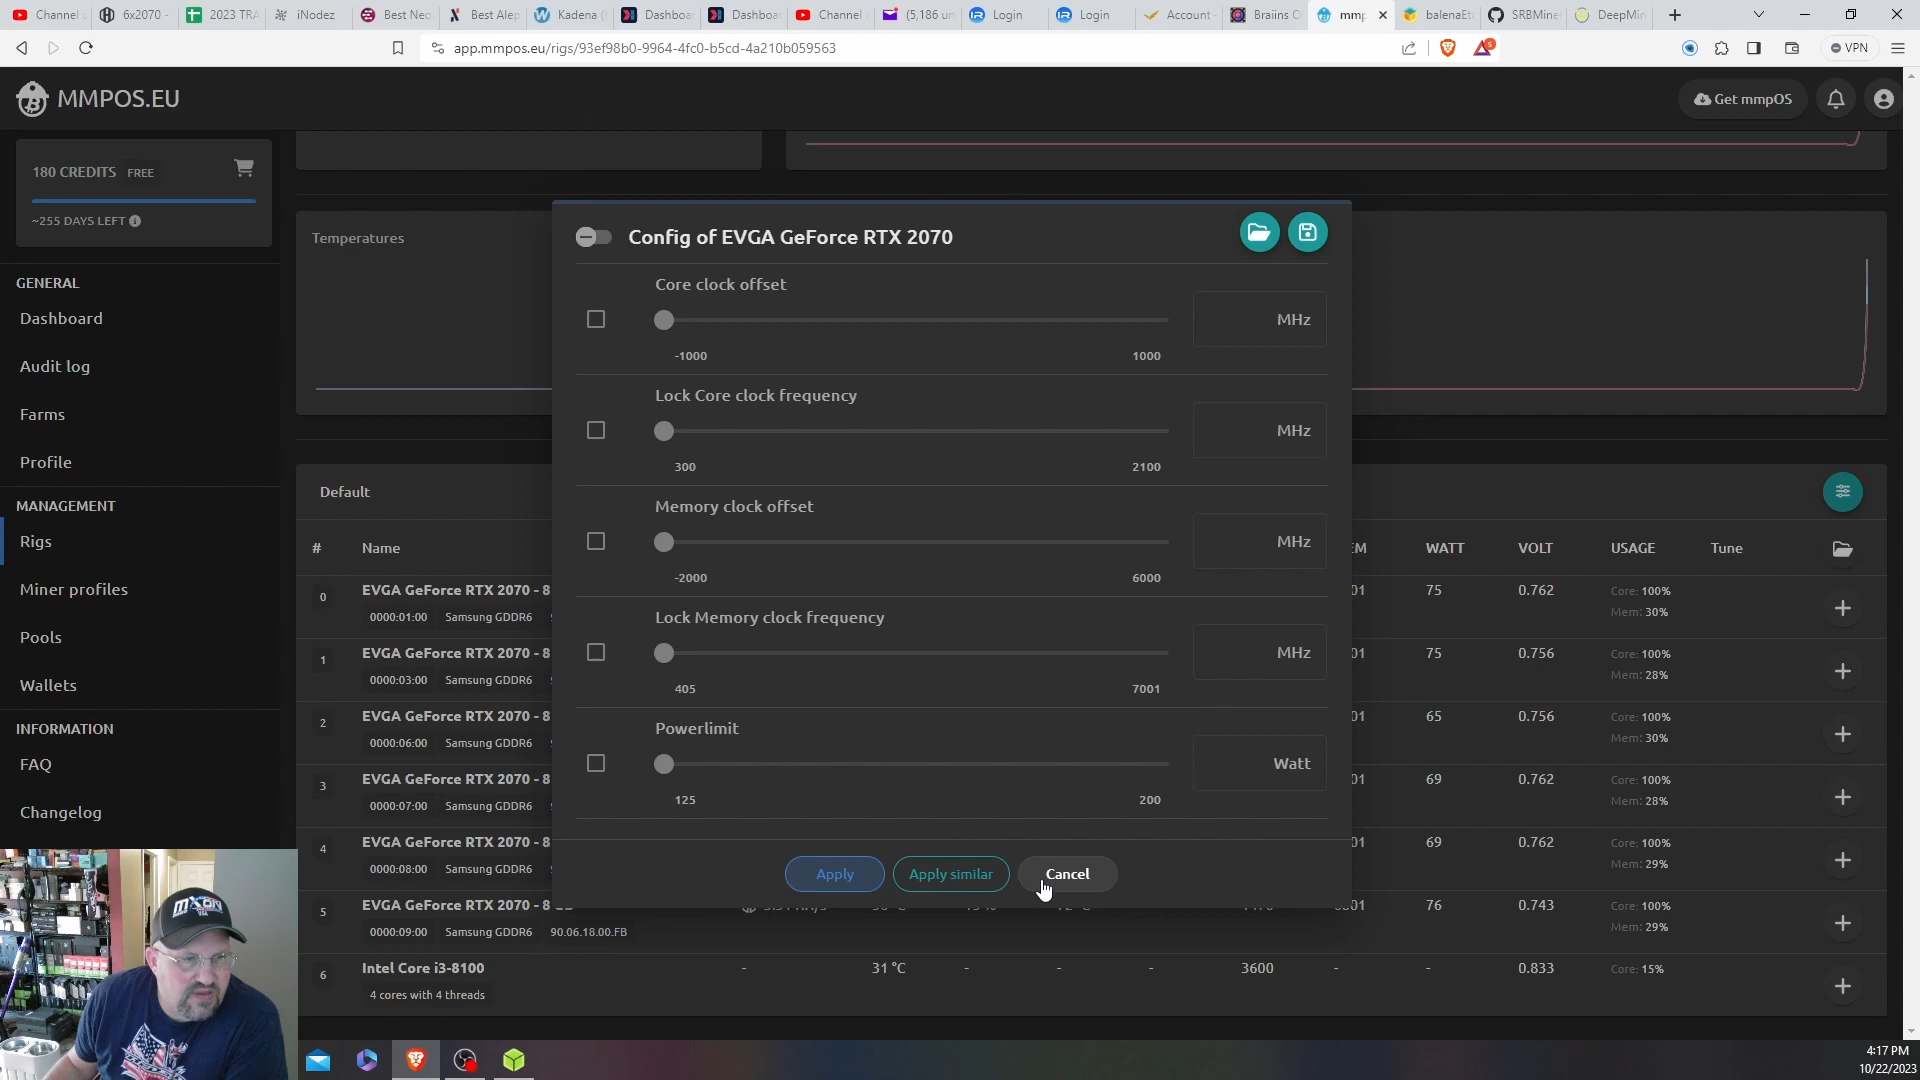 Channel c
6x2070 -
2023 TRA
iNodez
Best Neo
Best Alep
Kadena (
Dashboa
Dashboa
Channel c
(5,186 un
Login
Login
Account -
Braiins O
mmp
balenaEtc
SRBMine
DeepMin
app.mmpos.eu/rigs/93ef98b0-9964-4fc0-b5cd-4a210b059563
5
VPN
MMPOS.EU
Get mmpOS
180 CREDITS FREE
~255 DAYS LEFT
GENERAL
Dashboard
Audit log
Farms
Profile
MANAGEMENT
Rigs
Miner profiles
Pools
Wallets
INFORMATION
FAQ
Changelog
Temperatures
Config of EVGA GeForce RTX 2070
Core clock offset
MHz
-1000 1000
Lock Core clock frequency
MHz
300 2100
Memory clock offset
MHz
-2000 6000
Lock Memory clock frequency
MHz
405 7001
Powerlimit
Watt
125 200
Apply Apply similar Cancel
Default
# Name EM WATT VOLT USAGE Tune
0 EVGA GeForce RTX 2070 - 8 01 75 0.762 Core: 100%
0000:01:00 Samsung GDDR6 Mem: 30%
1 EVGA GeForce RTX 2070 - 8 01 75 0.756 Core: 100%
0000:03:00 Samsung GDDR6 Mem: 28%
2 EVGA GeForce RTX 2070 - 8 01 65 0.756 Core: 100%
0000:06:00 Samsung GDDR6 Mem: 30%
3 EVGA GeForce RTX 2070 - 8 01 69 0.762 Core: 100%
0000:07:00 Samsung GDDR6 Mem: 28%
4 EVGA GeForce RTX 2070 - 8 01 69 0.762 Core: 100%
0000:08:00 Samsung GDDR6 Mem: 29%
5 EVGA GeForce RTX 2070 - 8 76 0.743 Core: 100%
0000:09:00 Samsung GDDR6 90.06.18.00.FB Mem: 29%
6 Intel Core i3-8100 - 31 °C - - - 3600 - - 0.833 Core: 15%
4 cores with 4 threads
4:17 PM
10/22/2023